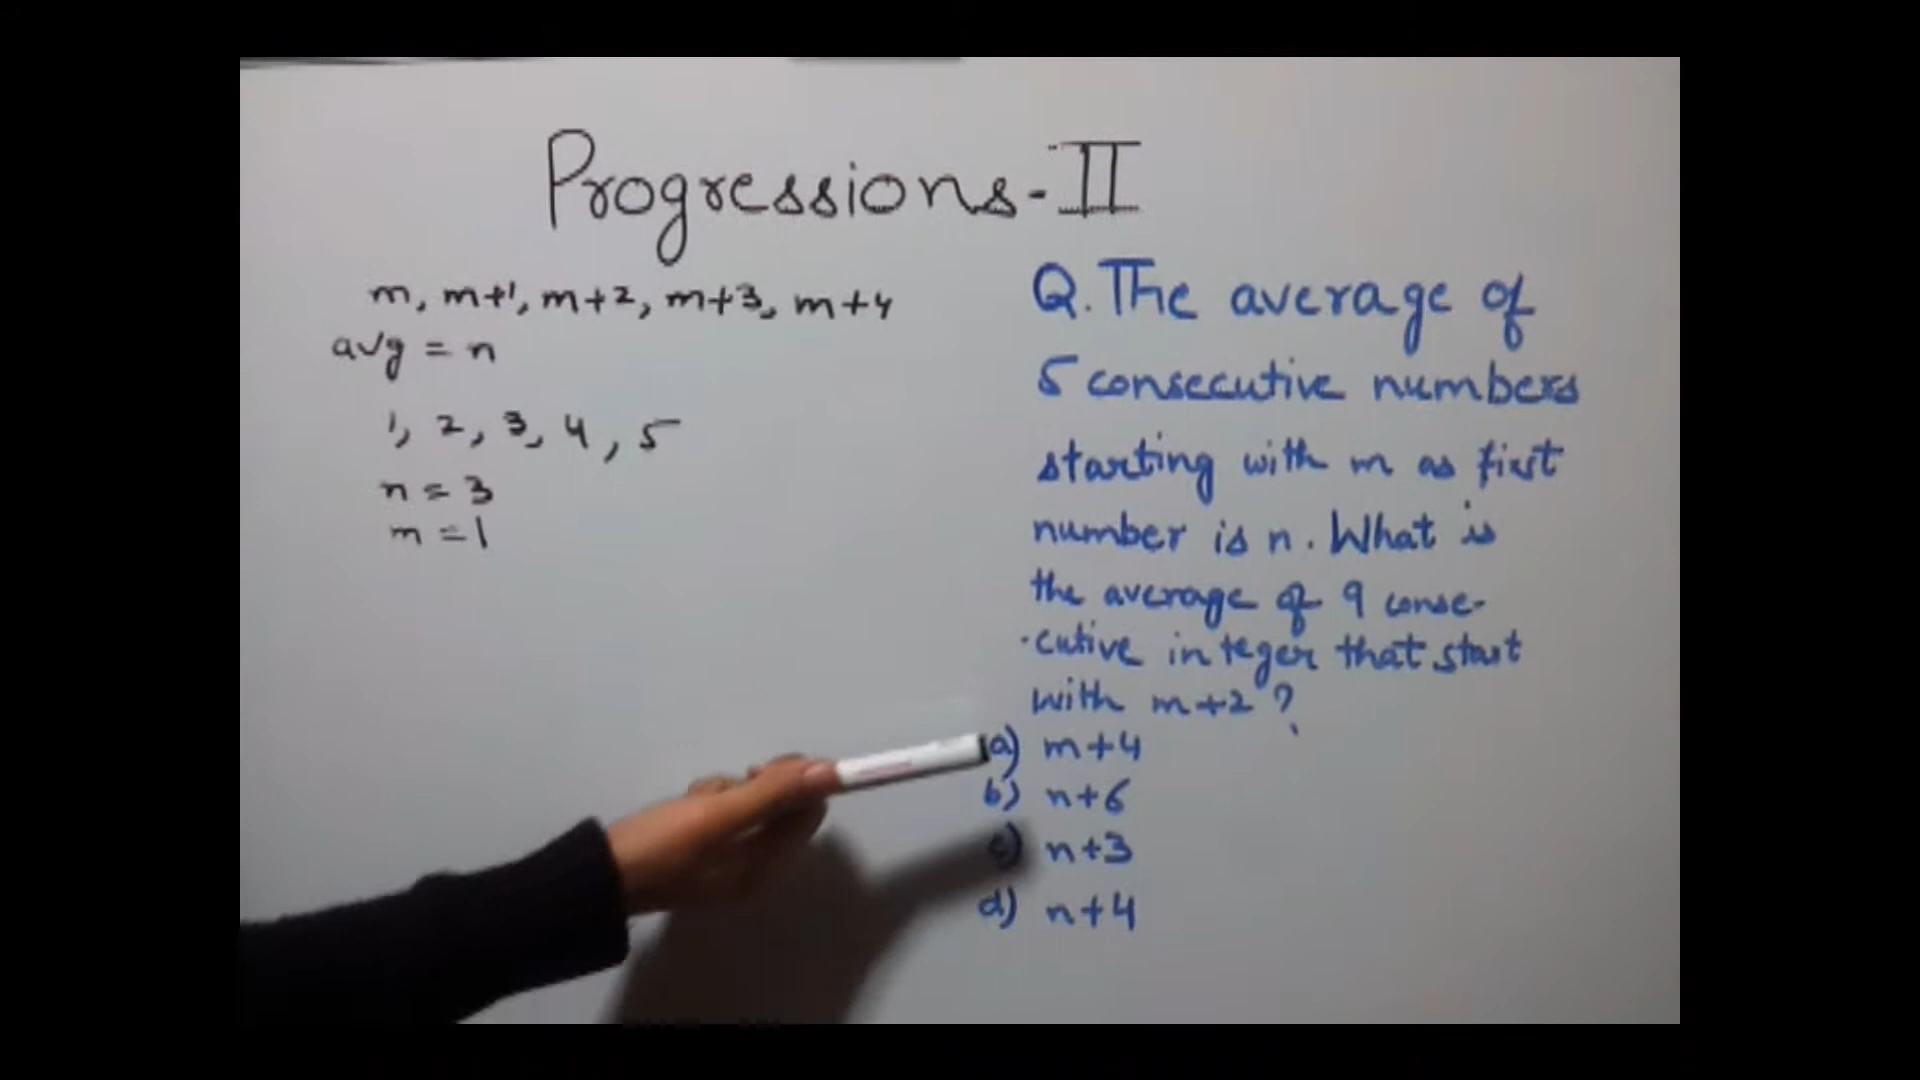 Progressions-II
m, m+1, m+2, m+3, m+4
avg = n
1, 2, 3, 4, 5
n = 3
m = 1
Q. The average of
5 consecutive numbers
starting with m as first
number is n. What is
the average of 9 conse-
-cutive integer that start
with m+2?
a) m+4
b) n+6
c) n+3
d) n+4